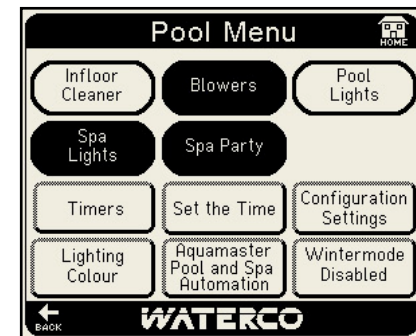 Pool Menu
HOME
Infloor
Cleaner
Blowers
Pool
Lights
Spa
Lights
Spa Party
Timers
Set the Time
Configuration
Settings
Lighting
Colour
Aquamaster
Pool and Spa
Automation
Wintermode
Disabled
BACK
WATERCO